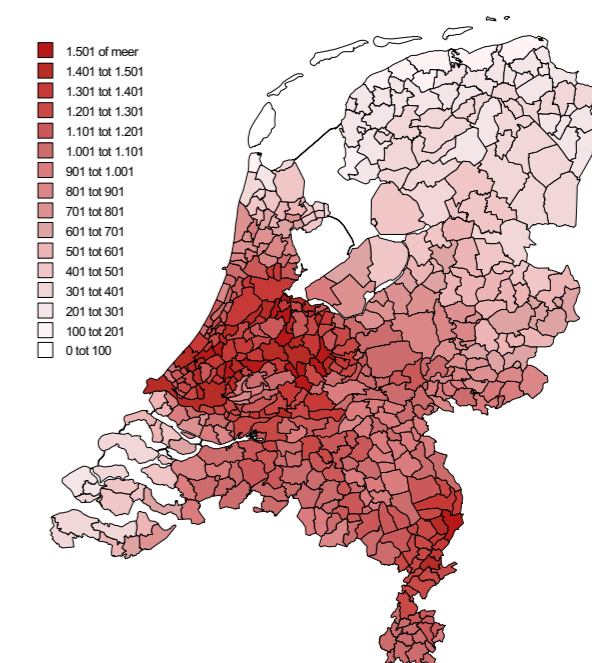 1.501 of meer
1.401 tot 1.501
1.301 tot 1.401
1.201 tot 1.301
1.101 tot 1.201
1.001 tot 1.101
901 tot 1.001
801 tot 901
701 tot 801
601 tot 701
501 tot 601
401 tot 501
301 tot 401
201 tot 301
100 tot 201
0 tot 100